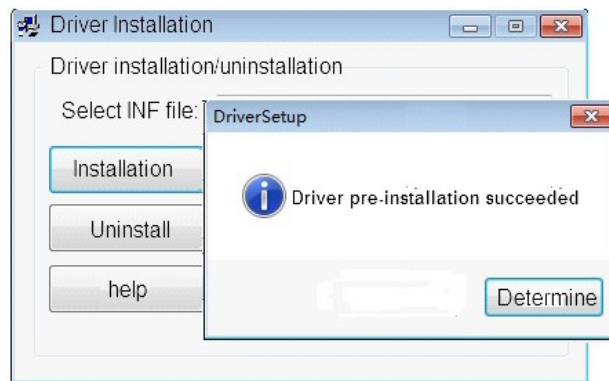 Driver Installation
Driver installation/uninstallation
Select INF file:
DriverSetup
Installation
Driver pre-installation succeeded
Uninstall
help
Determine